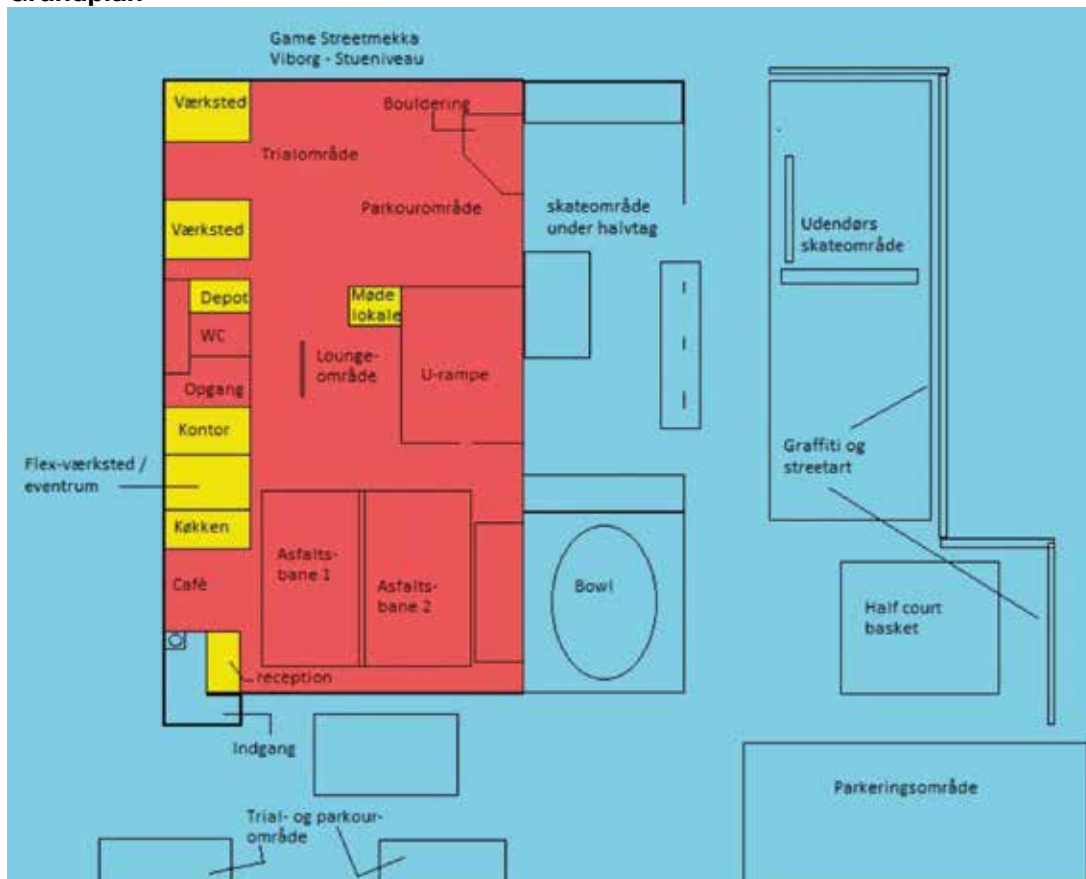 Game Streetmekka
Viborg - Stueniveau
Værksted
Bouldering
Trialområde
Parkourområde
skateområde
under halvtag
Udendørs
skateområde
Værksted
Depot
Møde
lokale
WC
Lounge-
område
U-rampe
Opgang
Kontor
Graffiti og
streetart
Flex-værksted /
eventrum
Køkken
Asfalts-
bane 1
Asfalts-
bane 2
Cafè
Bowl
Half court
basket
reception
Indgang
Parkeringsområde
Trial- og parkour-
område